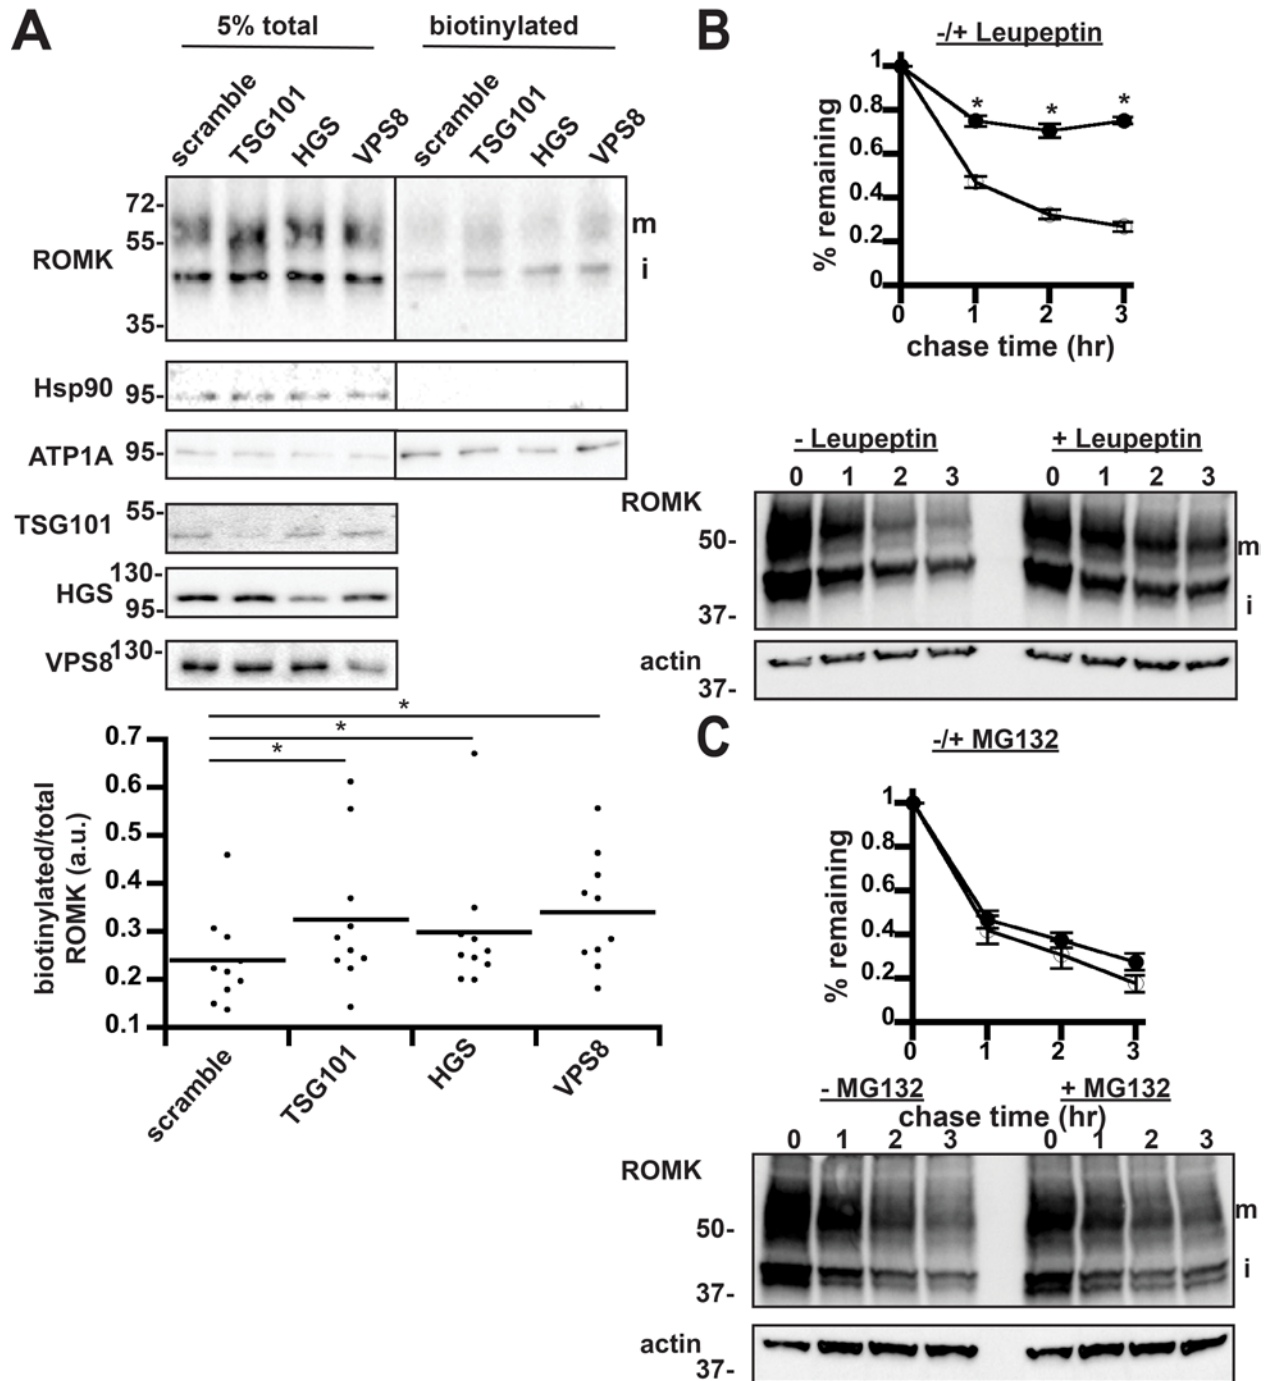 A
5% total
biotinylated
scramble
TSG101
HGS
VPS8
scramble
TSG101
HGS
VPS8
72-
55-
ROMK
35-
m
i
Hsp90
95-
ATP1A
95-
TSG101
55-
HGS
130-
95-
VPS8
130-
*
*
*
0.7
0.6
0.5
0.4
0.3
0.2
0.1
biotinylated/total
ROMK (a.u.)
scramble
TSG101
HGS
VPS8
B
-/+ Leupeptin
1
0.8
0.6
0.4
0.2
0
% remaining
* * *
0 1 2 3
chase time (hr)
- Leupeptin
+ Leupeptin
0 1 2 3 0 1 2 3
ROMK
50-
37-
m
i
actin
37-
C
-/+ MG132
1
0.8
0.6
0.4
0.2
0
% remaining
0 1 2 3
- MG132
+ MG132
chase time (hr)
0 1 2 3 0 1 2 3
ROMK
50-
37-
m
i
actin
37-